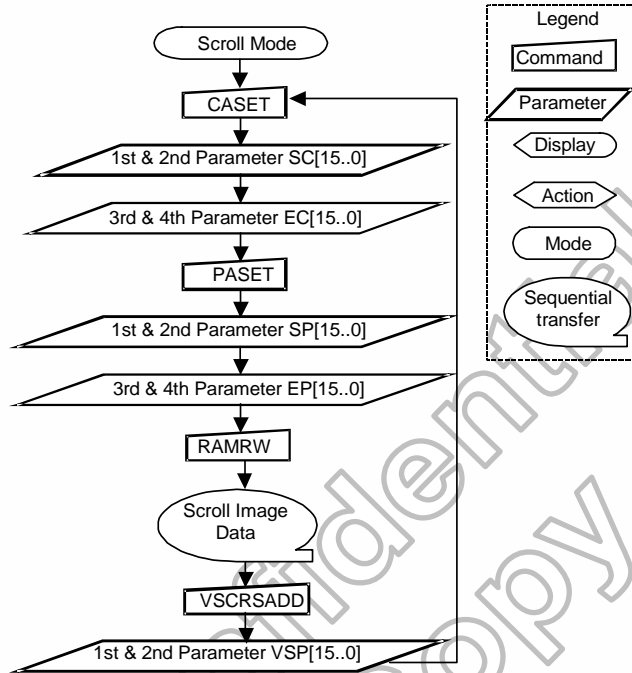 Scroll Mode
CASET
1st & 2nd Parameter SC[15..0]
3rd & 4th Parameter EC[15..0]
PASET
1st & 2nd Parameter SP[15..0]
3rd & 4th Parameter EP[15..0]
RAMRW
Scroll Image
Data
VSCRSADD
1st & 2nd Parameter VSP[15..0]
Legend
Command
Parameter
Display
Action
Mode
Sequential
transfer
fidential
opy